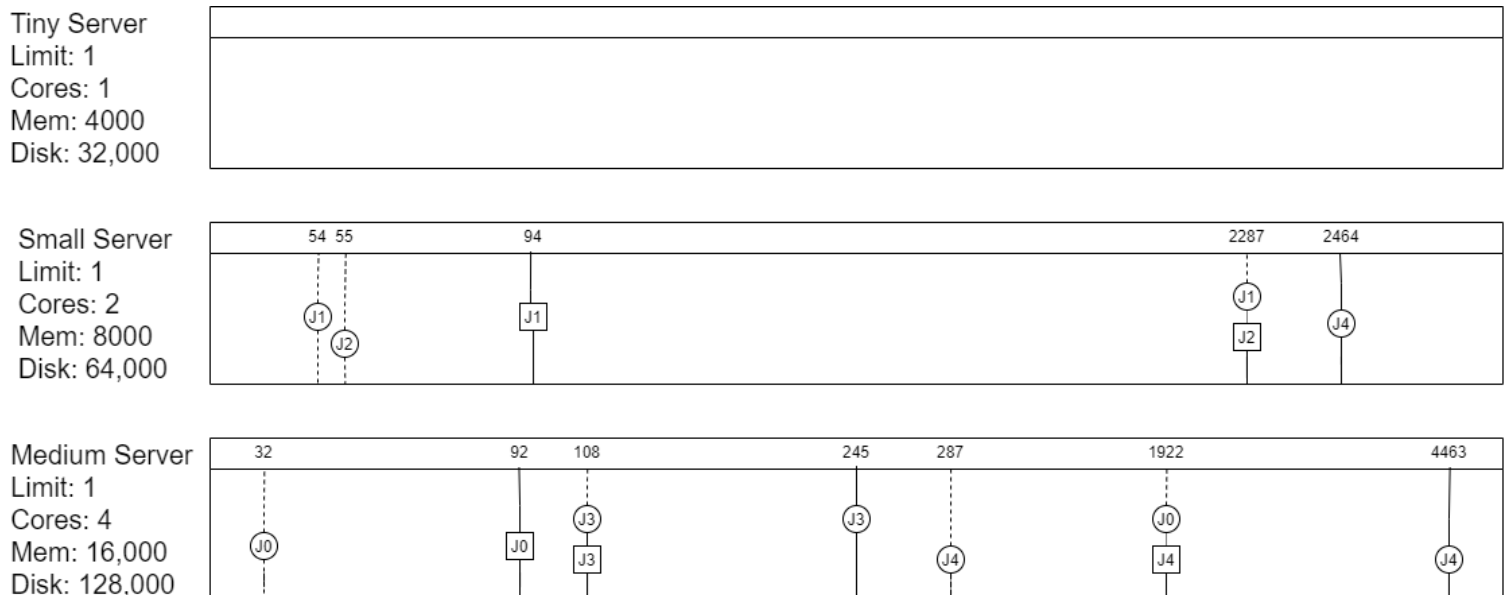 Tiny Server
Limit: 1
Cores: 1
Mem: 4000
Disk: 32,000
Small Server
Limit: 1
Cores: 2
Mem: 8000
Disk: 64,000
54 55 94 2287 2464
J1
J1 J1 J4
J2 J2
Medium Server
Limit: 1
Cores: 4
Mem: 16,000
Disk: 128,000
32 92 108 245 287 1922 4463
J3 J3 J0
J0 J0 J3 J4 J4 J4